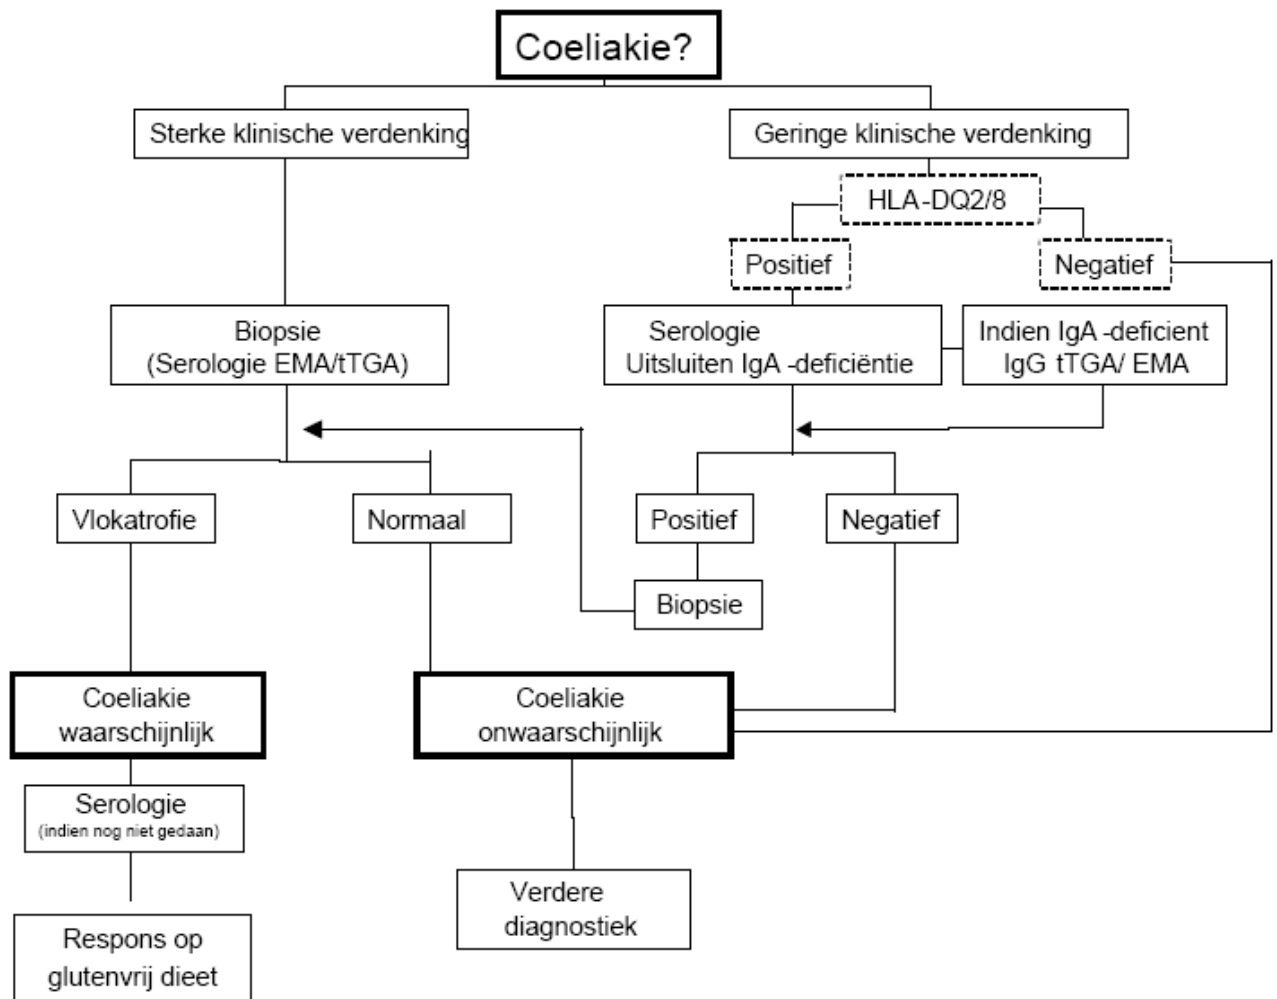 Coeliakie?
Sterke klinische verdenking
Geringe klinische verdenking
HLA-DQ2/8
Positief
Negatief
Biopsie
(Serologie EMA/tTGA)
Serologie
Uitsluiten IgA -deficiëntie
Indien IgA -deficient
IgG tTGA/ EMA
Vlokatrofie
Normaal
Positief
Negatief
Biopsie
Coeliakie
waarschijnlijk
Coeliakie
onwaarschijnlijk
Serologie
(indien nog niet gedaan)
Verdere
diagnostiek
Respons op
glutenvrij dieet